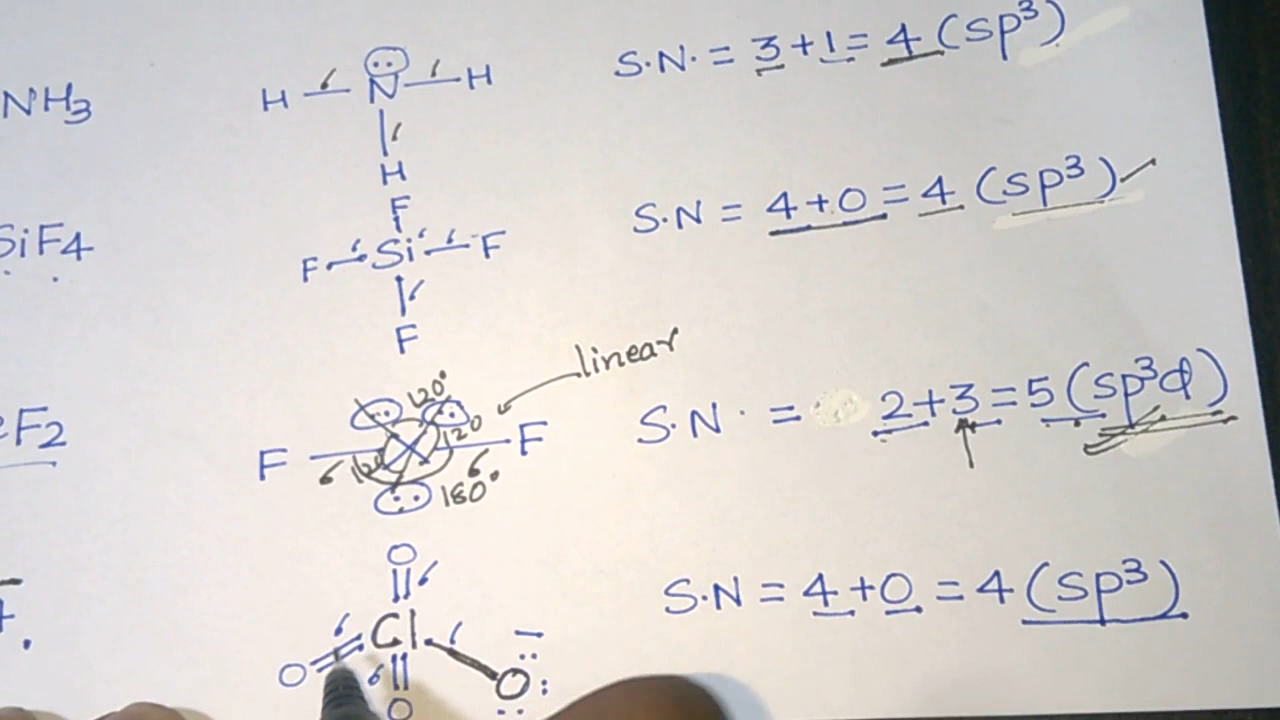 NH3
H N H
H
S.N. = 3+1 = 4 (sp³)
SiF4
F
F Si F
F
S.N = 4+0 = 4 (sp³)
eF2
linear
120°
120
120
F F
180°
S.N. = 2+3=5 (sp³d)
O
O Cl O
O
S.N = 4+0 = 4 (sp³)